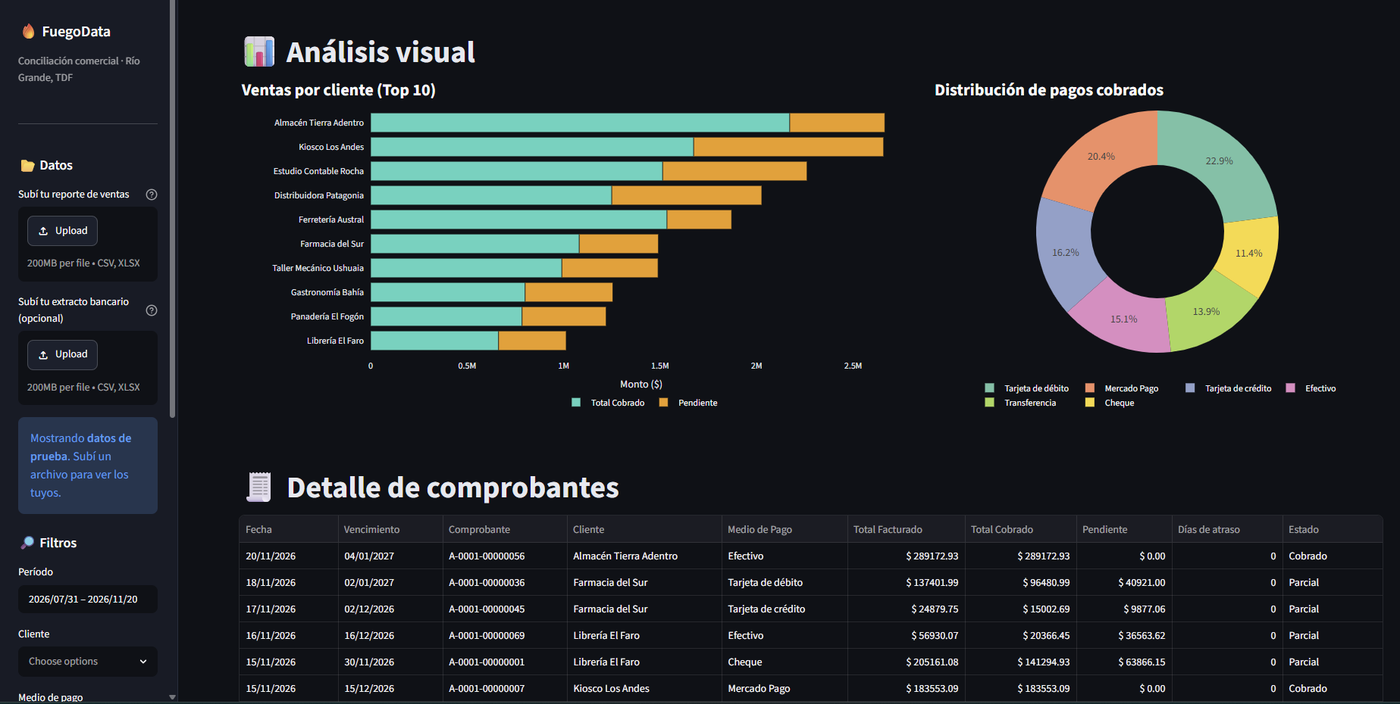 FuegoData
Conciliación comercial · Río
Grande, TDF
Datos
Subí tu reporte de ventas
Upload
200MB per file • CSV, XLSX
Subí tu extracto bancario
(opcional)
Upload
200MB per file • CSV, XLSX
Mostrando datos de
prueba. Subí un
archivo para ver los
tuyos.
Filtros
Período
2026/07/31 – 2026/11/20
Cliente
Choose options
Medio de pago
Análisis visual
Ventas por cliente (Top 10)
Almacén Tierra Adentro
Kiosco Los Andes
Estudio Contable Rocha
Distribuidora Patagonia
Ferretería Austral
Farmacia del Sur
Taller Mecánico Ushuaia
Gastronomía Bahía
Panadería El Fogón
Librería El Faro
0 0.5M 1M 1.5M 2M 2.5M
Monto ($)
Total Cobrado Pendiente
Distribución de pagos cobrados
22.9%
11.4%
13.9%
15.1%
16.2%
20.4%
Tarjeta de débito Mercado Pago Tarjeta de crédito Efectivo
Transferencia Cheque
Detalle de comprobantes
Fecha Vencimiento Comprobante Cliente Medio de Pago Total Facturado Total Cobrado Pendiente Días de atraso Estado
20/11/2026 04/01/2027 A-0001-00000056 Almacén Tierra Adentro Efectivo $ 289172.93 $ 289172.93 $ 0.00 0 Cobrado
18/11/2026 02/01/2027 A-0001-00000036 Farmacia del Sur Tarjeta de débito $ 137401.99 $ 96480.99 $ 40921.00 0 Parcial
17/11/2026 02/12/2026 A-0001-00000045 Farmacia del Sur Tarjeta de crédito $ 24879.75 $ 15002.69 $ 9877.06 0 Parcial
16/11/2026 16/12/2026 A-0001-00000069 Librería El Faro Efectivo $ 56930.07 $ 20366.45 $ 36563.62 0 Parcial
15/11/2026 30/11/2026 A-0001-00000001 Librería El Faro Cheque $ 205161.08 $ 141294.93 $ 63866.15 0 Parcial
15/11/2026 15/12/2026 A-0001-00000007 Kiosco Los Andes Mercado Pago $ 183553.09 $ 183553.09 $ 0.00 0 Cobrado